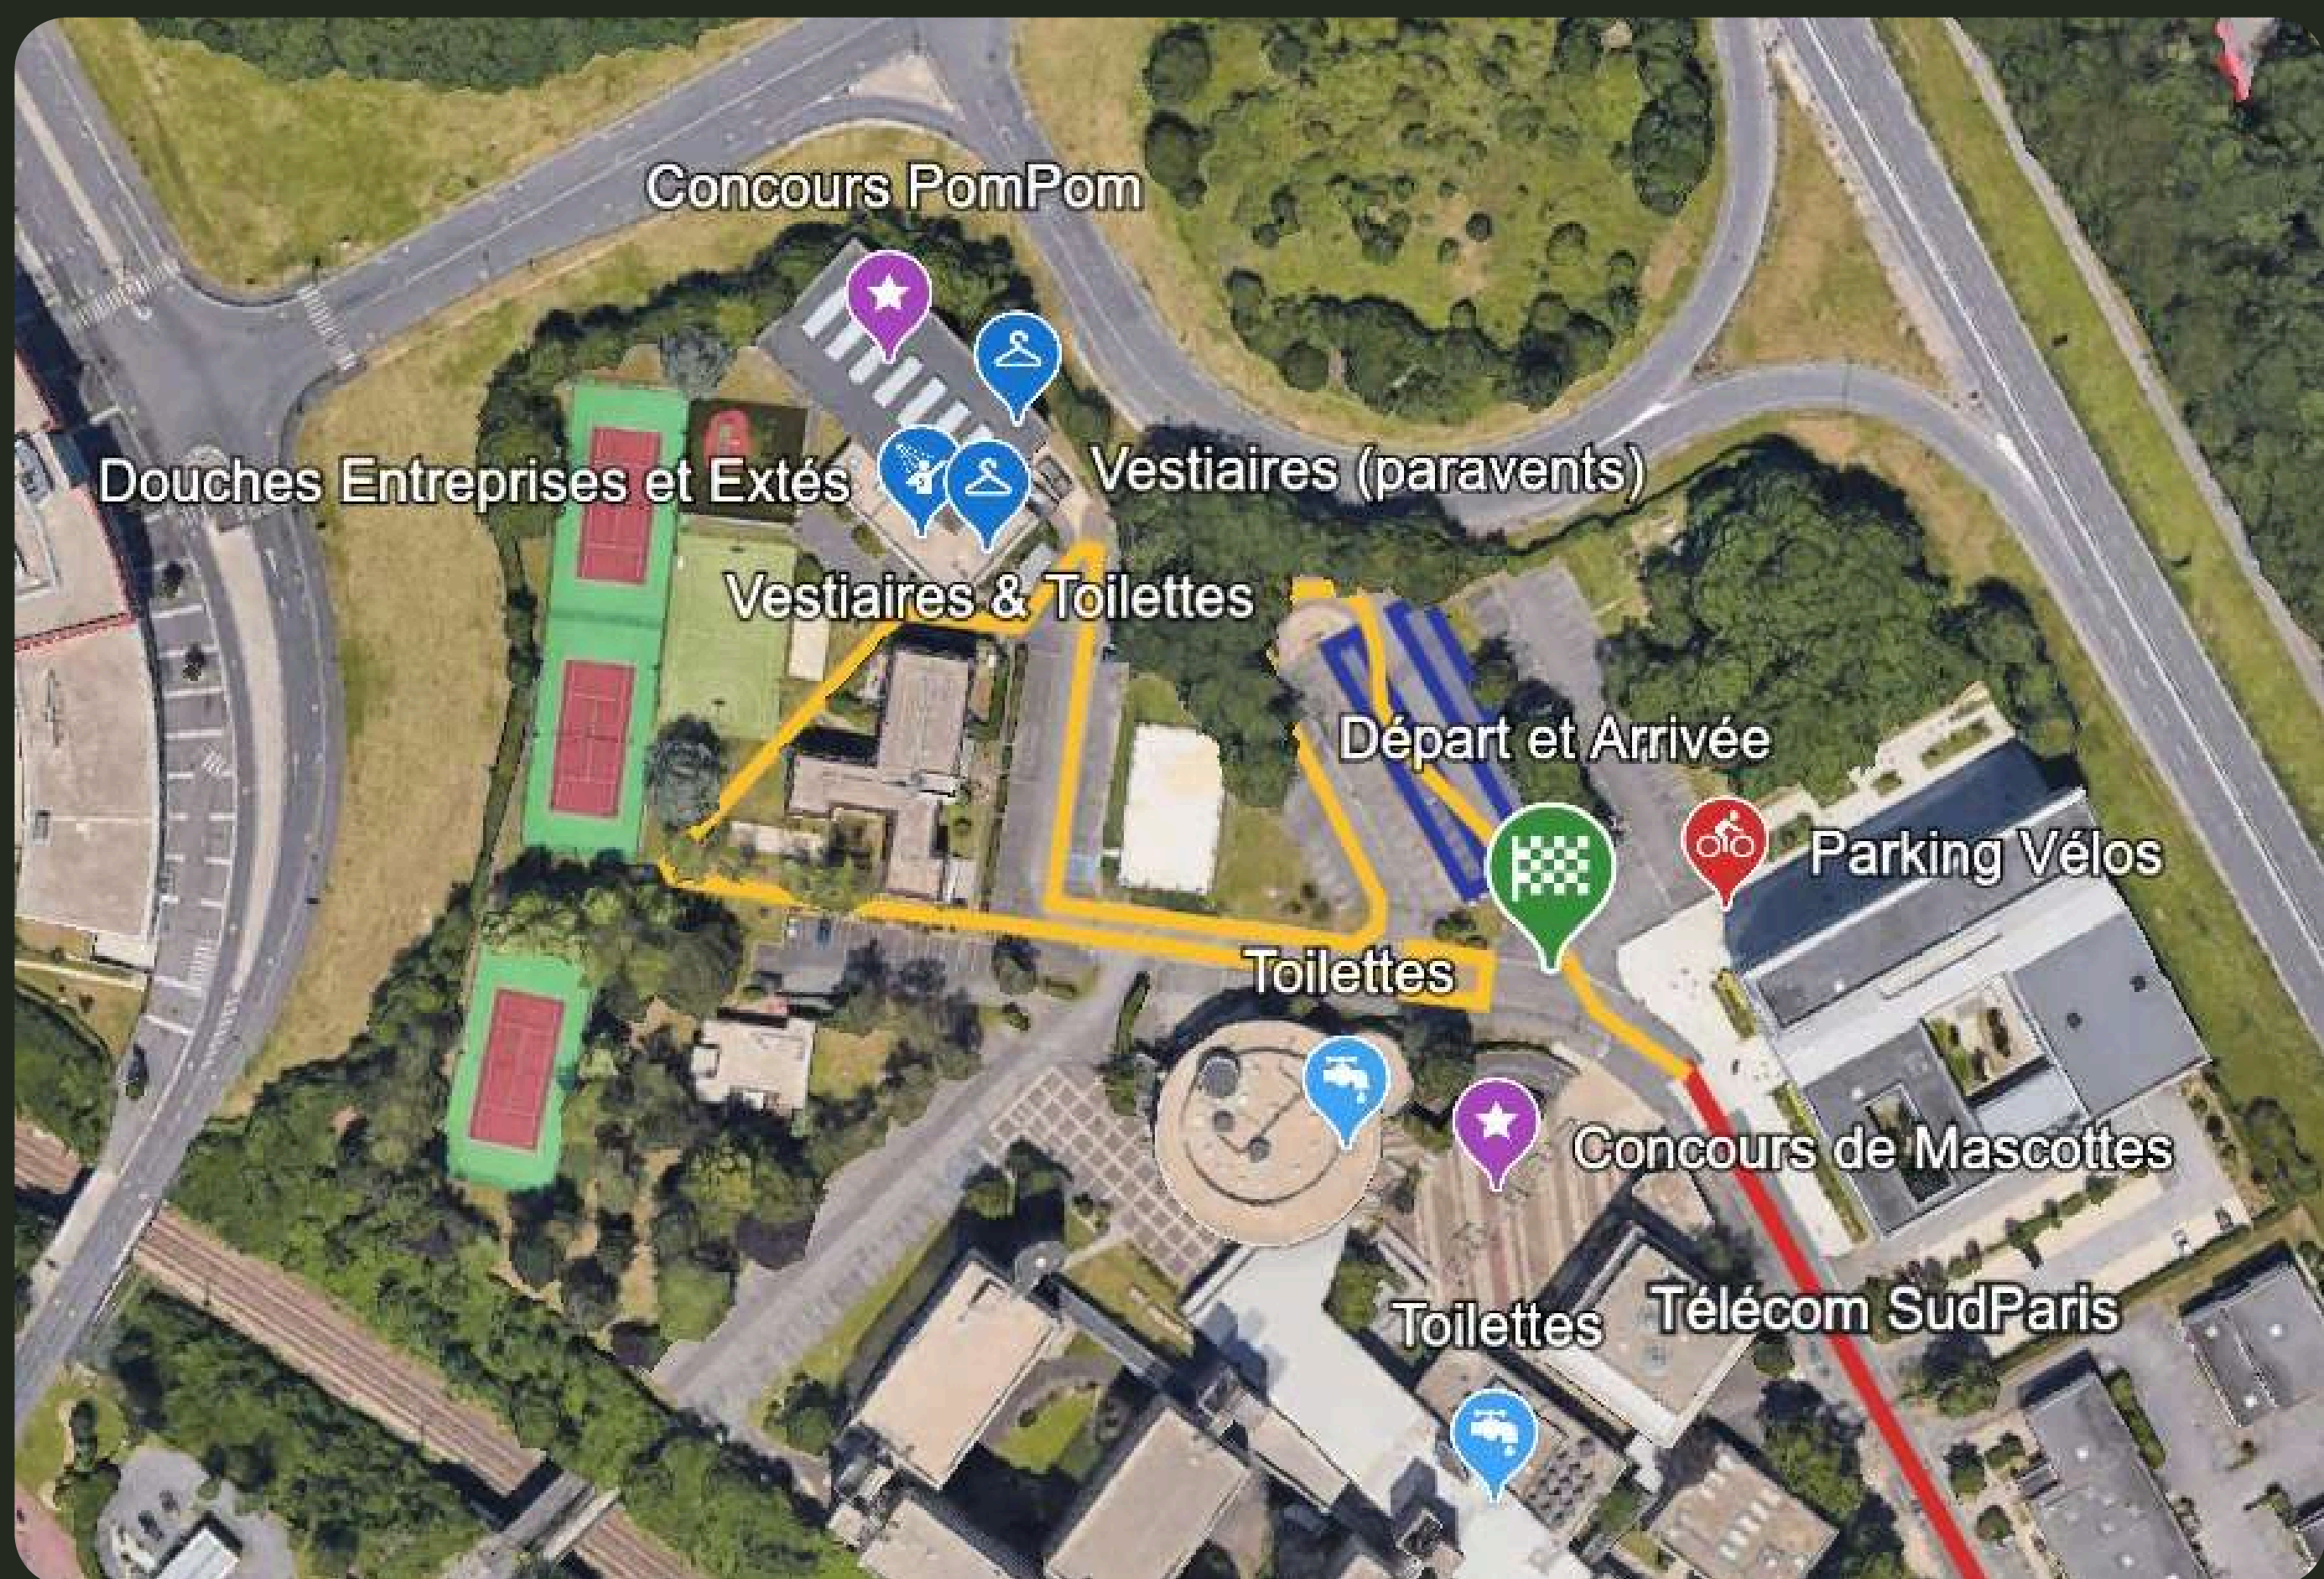 Concours PomPom
Douches Entreprises et Extés
Vestiaires (paravents)
Vestiaires & Toilettes
Départ et Arrivée
Parking Vélos
Toilettes
Concours de Mascottes
Toilettes
Télécom SudParis